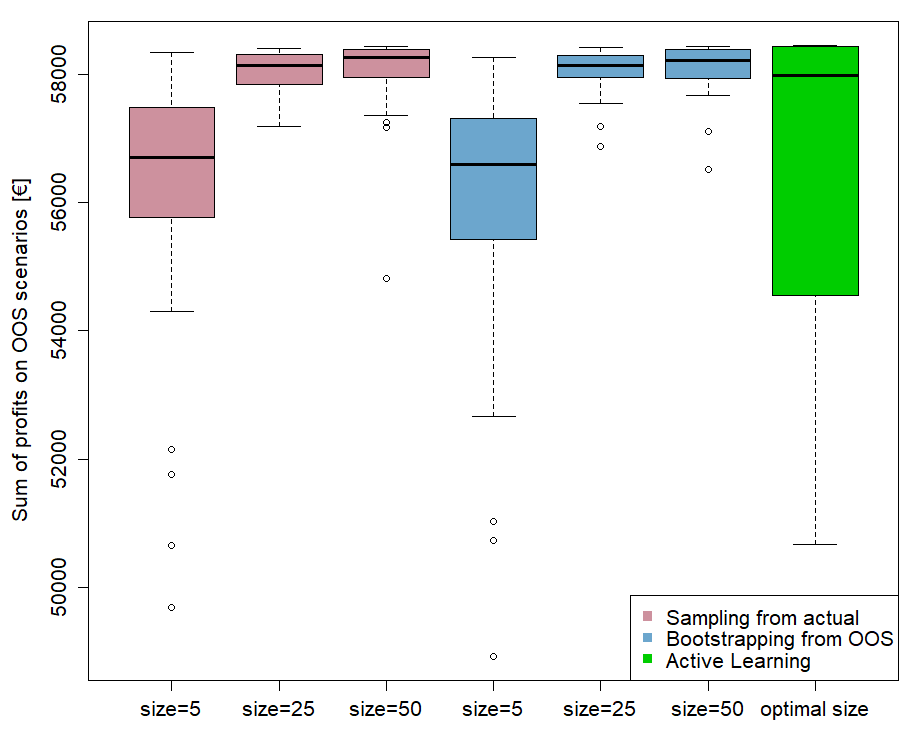 Sum of profits on OOS scenarios [€]
58000
56000
54000
52000
50000
size=5 size=25 size=50 size=5 size=25 size=50 optimal size
Sampling from actual
Bootstrapping from OOS
Active Learning